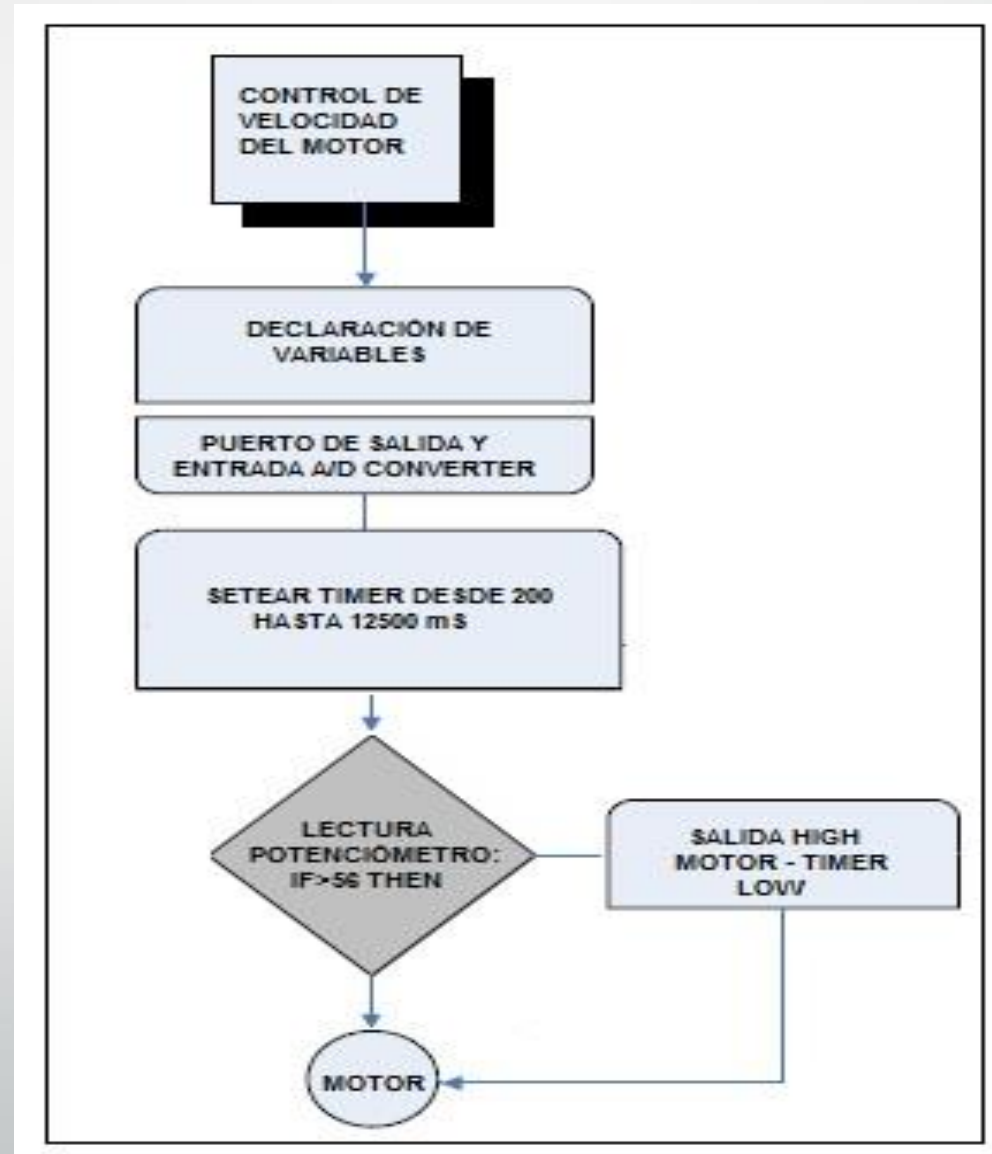 CONTROL DE
VELOCIDAD
DEL MOTOR
DECLARACIÓN DE
VARIABLES
PUERTO DE SALIDA Y
ENTRADA A/D CONVERTER
SETEAR TIMER DESDE 200
HASTA 12500 mS
LECTURA
POTENCIÓMETRO:
IF>56 THEN
SALIDA HIGH
MOTOR - TIMER
LOW
MOTOR